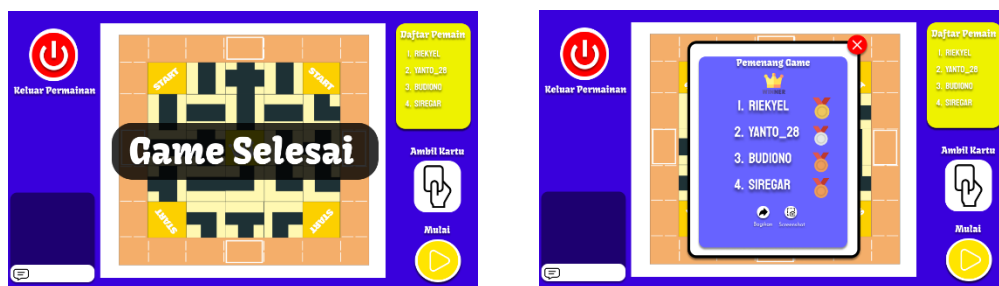 Keluar Permainan
START
START
START
START
Game Selesai
Daftar Pemain
1. RIEKYEL
2. YANTO_28
3. BUDIONO
4. SIREGAR
Ambil Kartu
Mulai
Keluar Permainan
Pemenang Game
1. RIEKYEL
2. YANTO_28
3. BUDIONO
4. SIREGAR
Bagikan
Screenshot
Daftar Pemain
1. RIEKYEL
2. YANTO_28
3. BUDIONO
4. SIREGAR
Ambil Kartu
Mulai